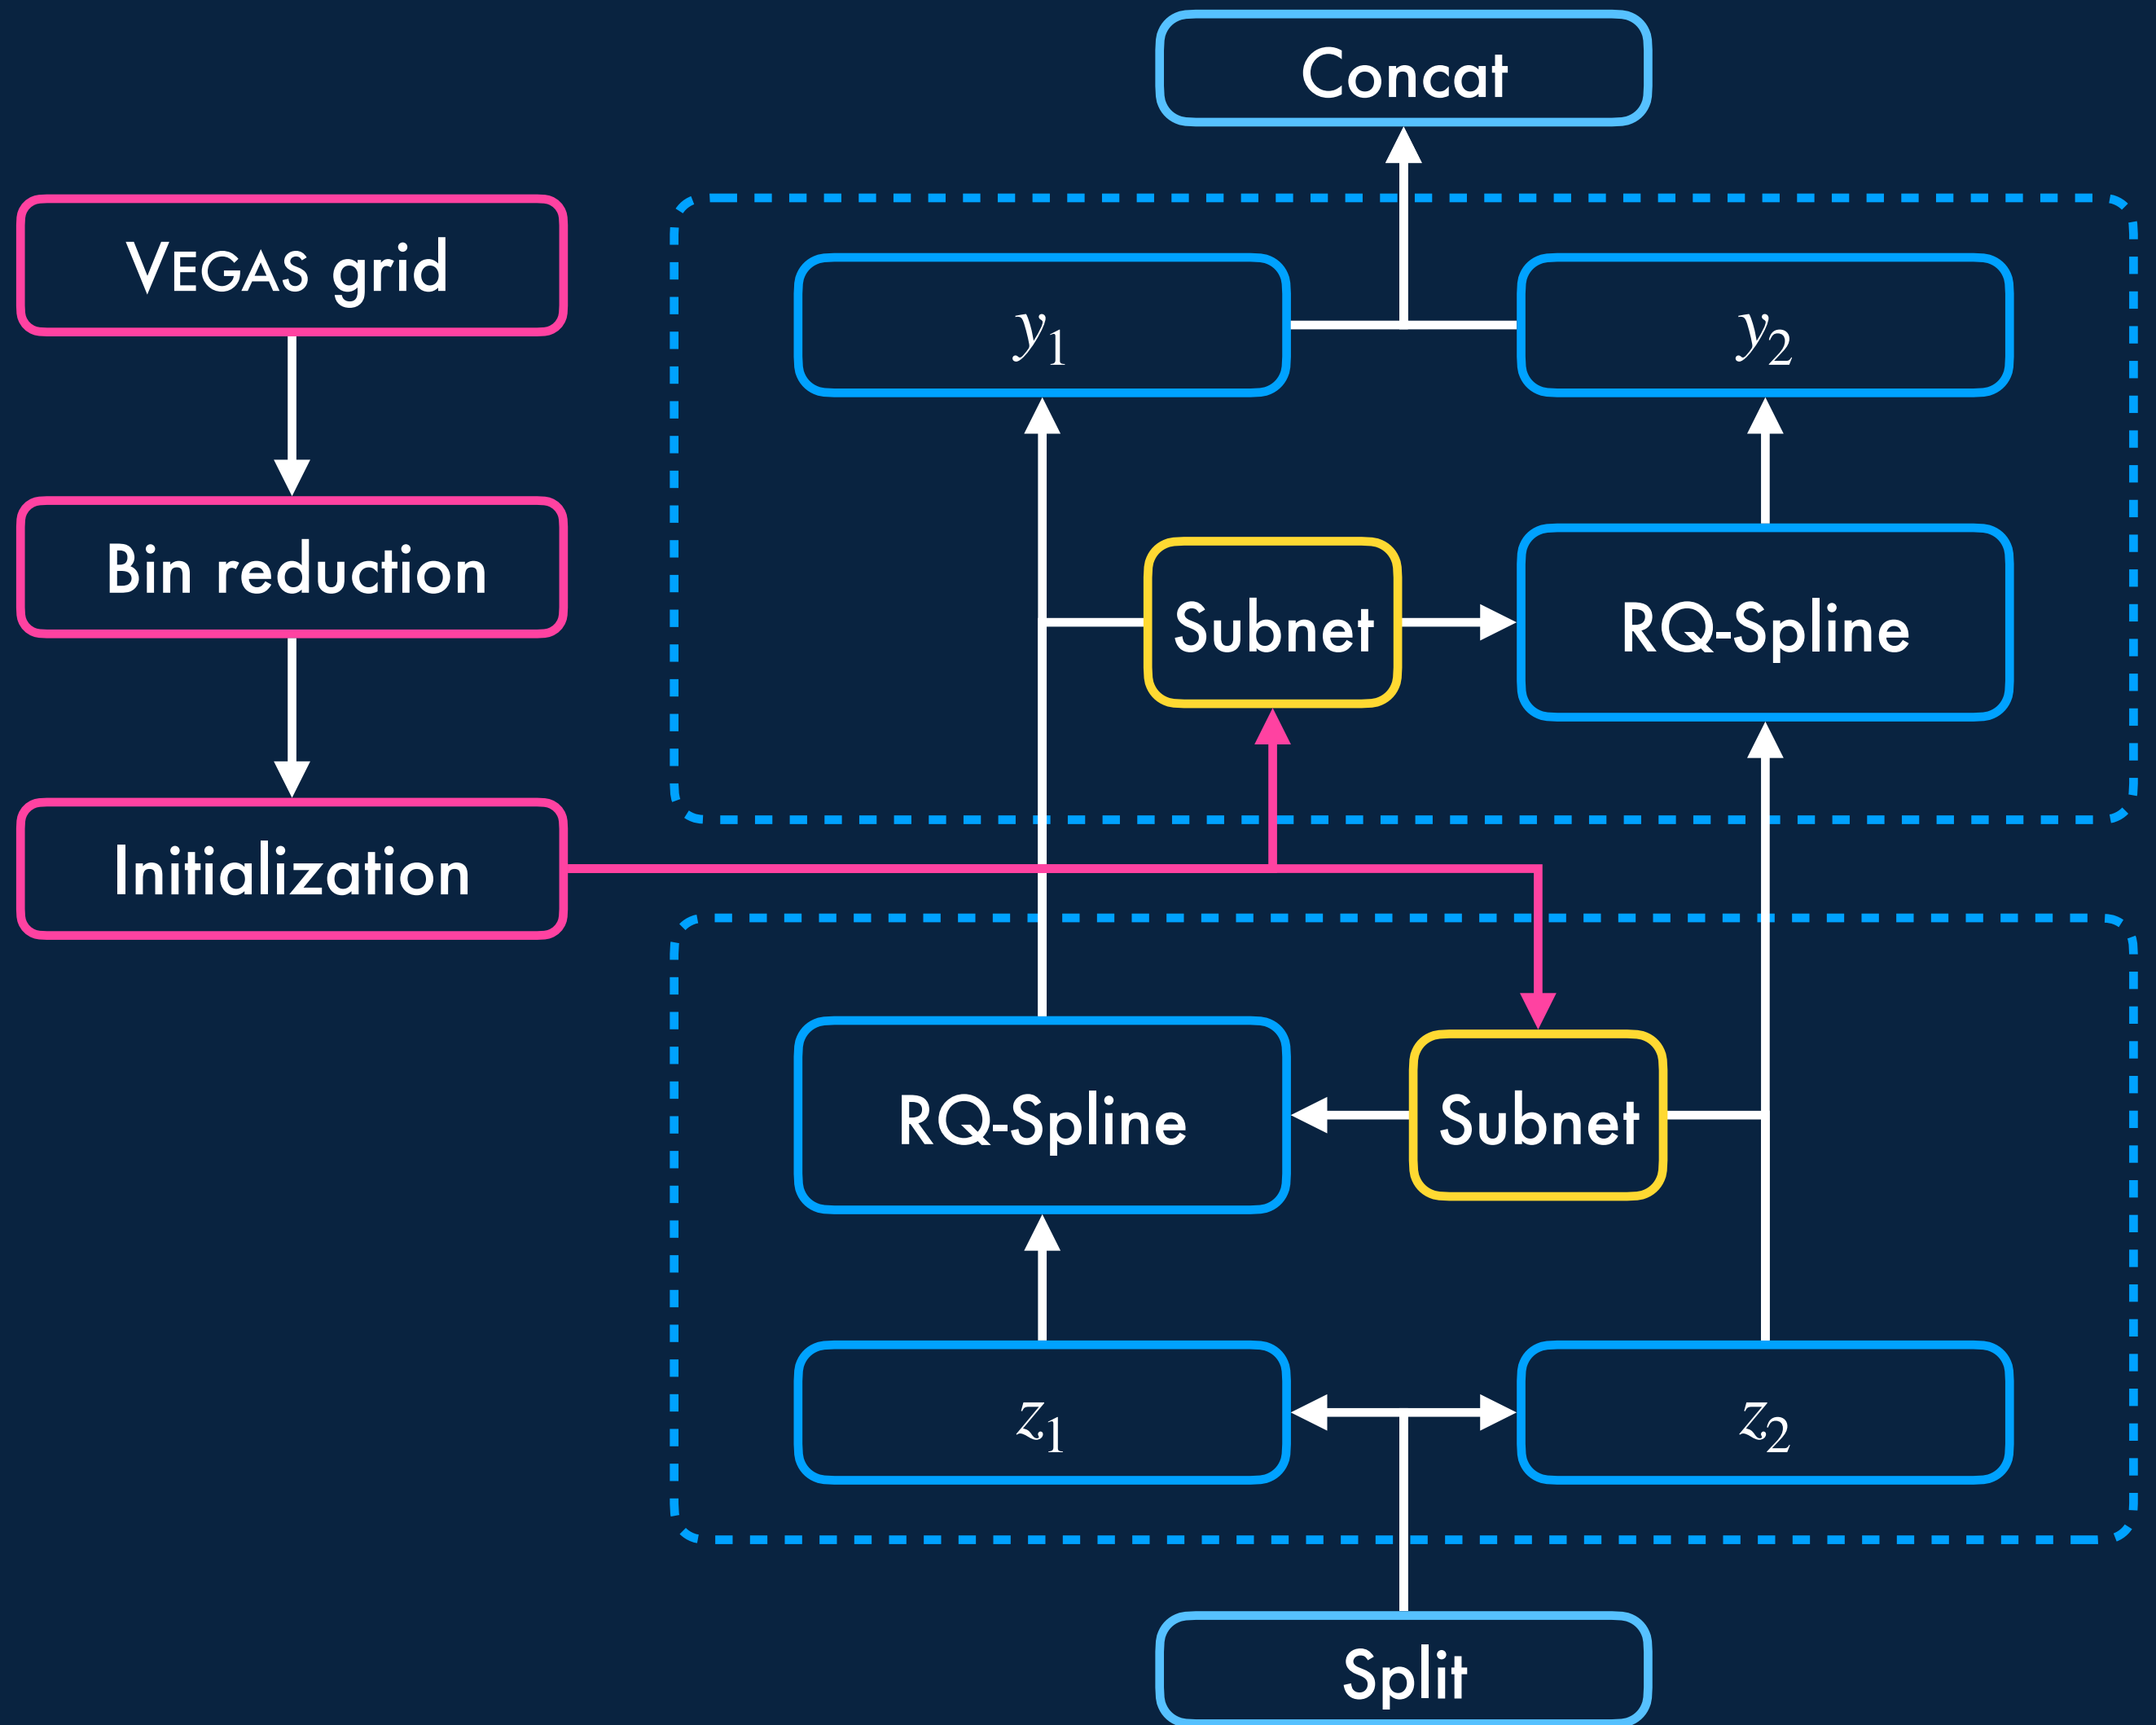 Concat
VEGAS grid
y1
y2
Bin reduction
Subnet
RQ-Spline
Initialization
RQ-Spline
Subnet
z1
z2
Split